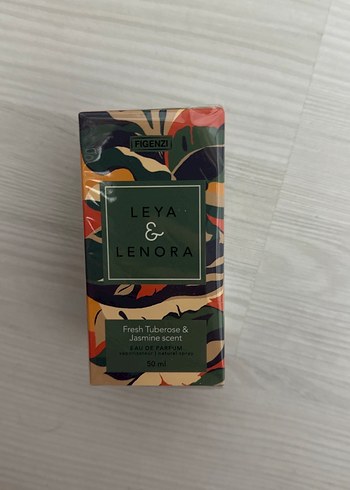 FIGENZI
LEYA
&
LENORA
Fresh Tuberose &
Jasmine scent
EAU DE PARFUM
50 ml